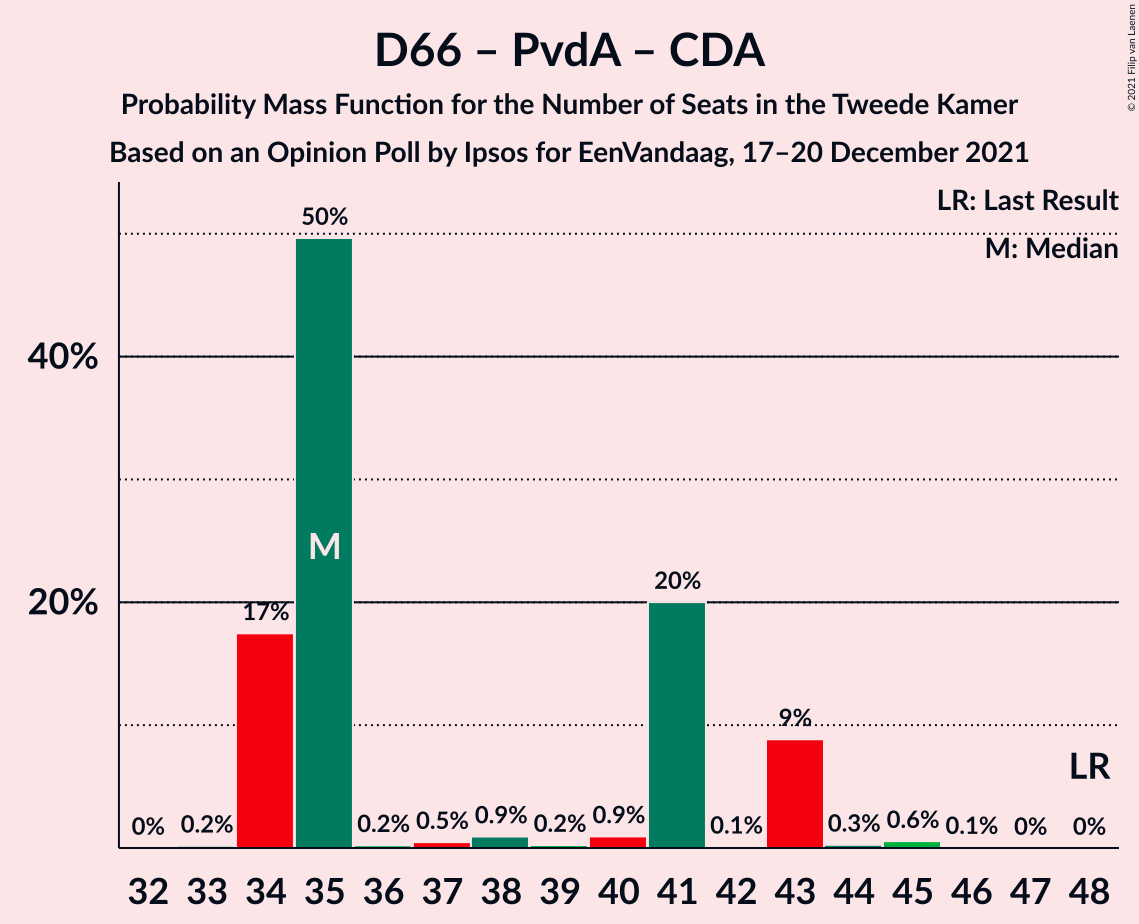 D66 – PvdA – CDA
Probability Mass Function for the Number of Seats in the Tweede Kamer
Based on an Opinion Poll by Ipsos for EenVandaag, 17–20 December 2021
© 2021 Filip van Laenen
LR: Last Result
M: Median
50%
40%
M
20%
20%
17%
9%
LR
0% 0.2% 0.2% 0.5% 0.9% 0.2% 0.9% 0.1% 0.3% 0.6% 0.1% 0% 0%
32 33 34 35 36 37 38 39 40 41 42 43 44 45 46 47 48